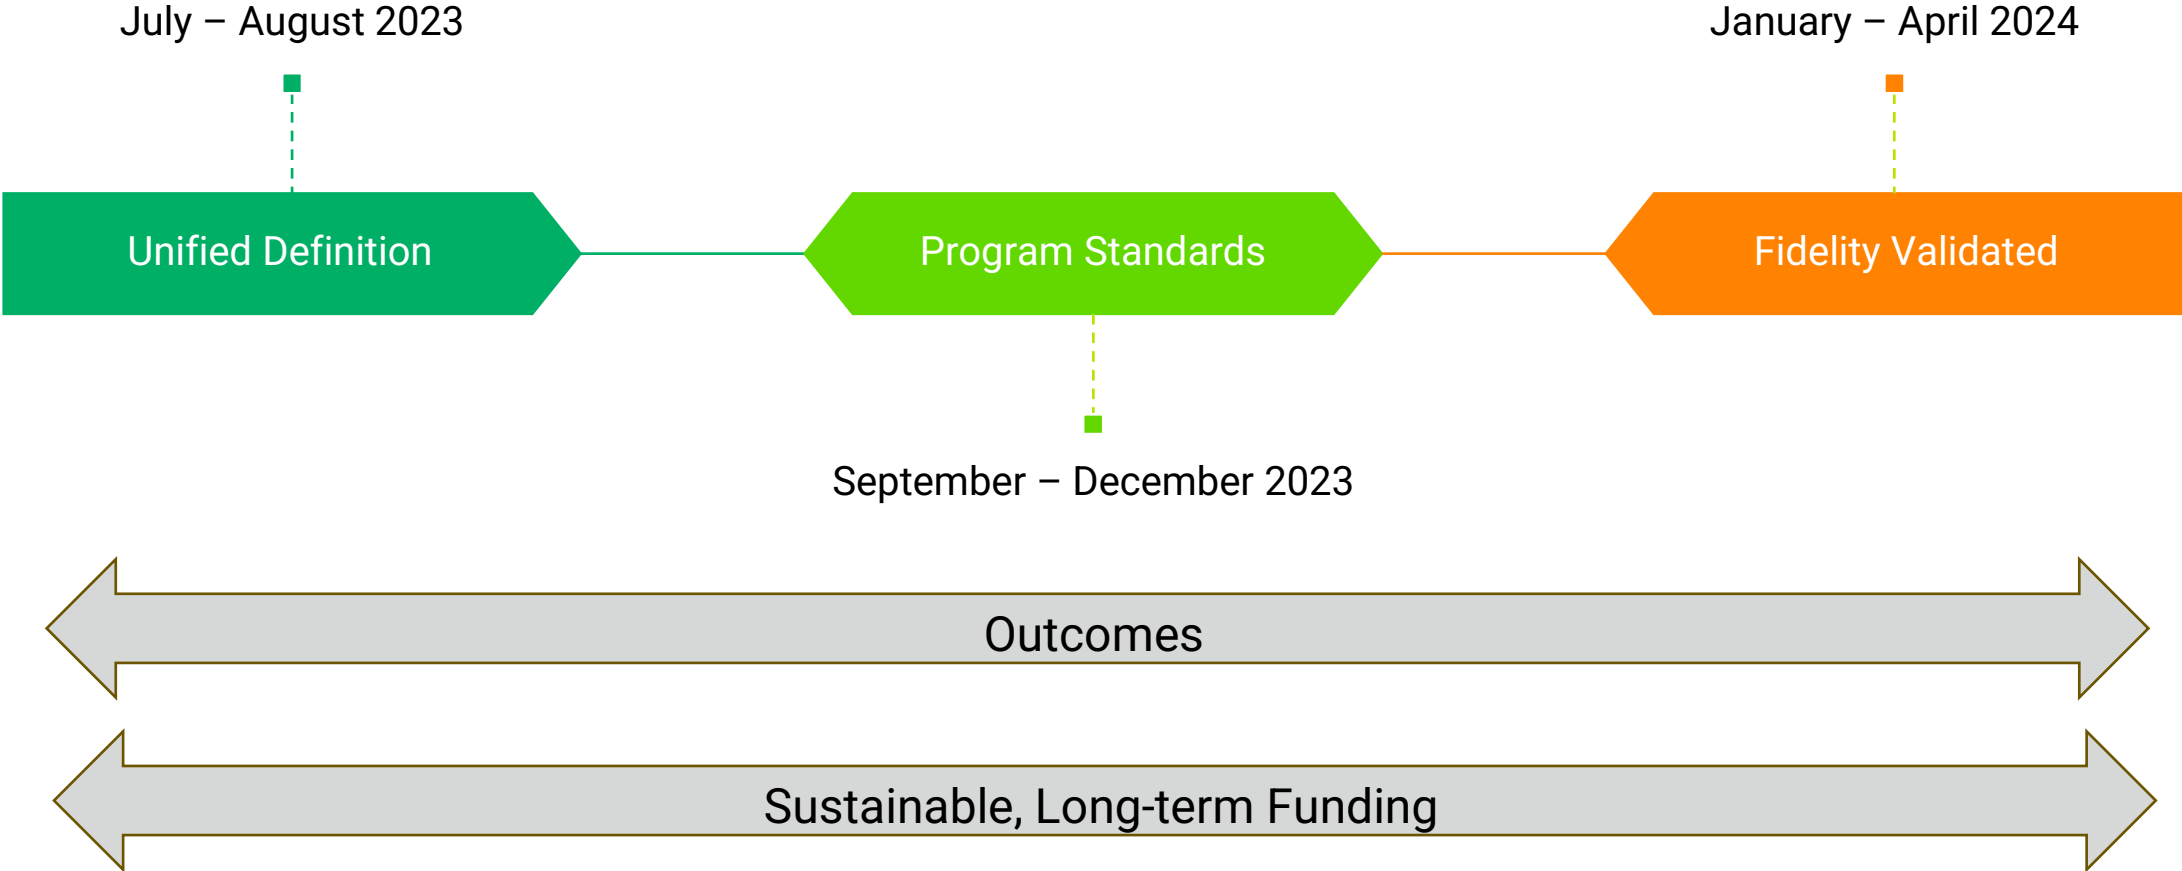 July – August 2023
January – April 2024
Unified Definition
Program Standards
Fidelity Validated
September – December 2023
Outcomes
Sustainable, Long-term Funding